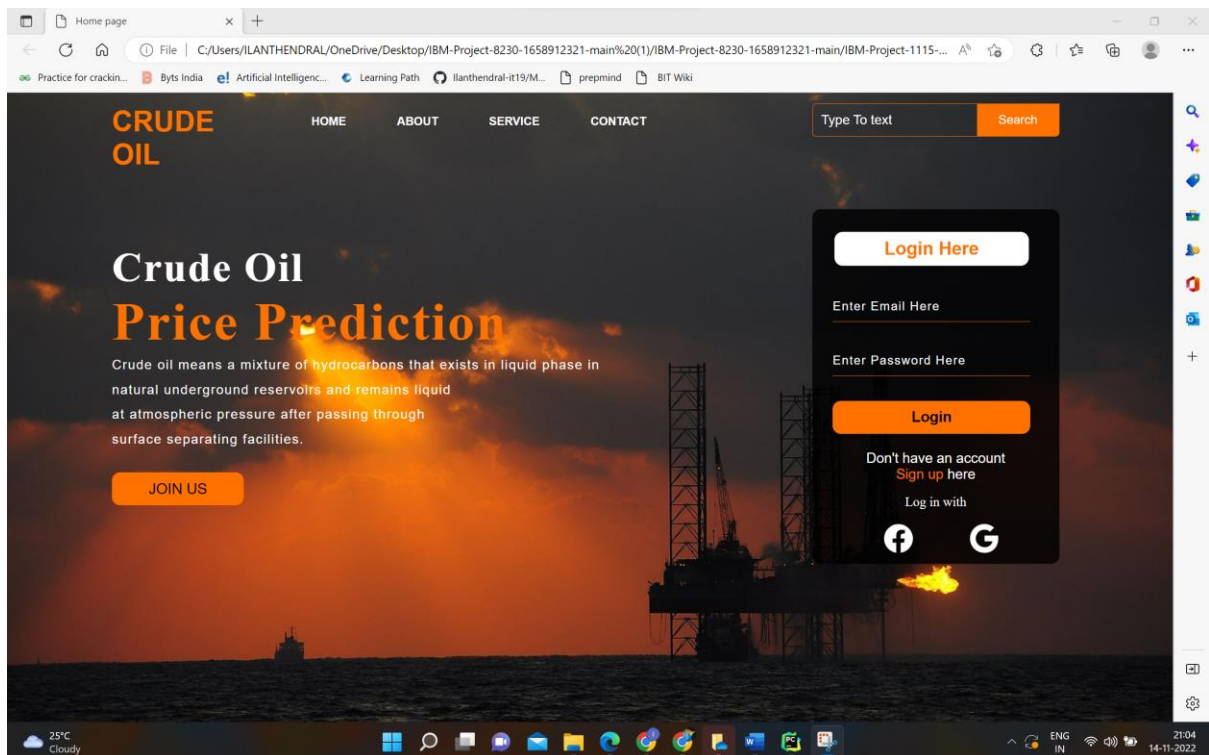 Home page
File
C:/Users/ILANTHENDRAL/OneDrive/Desktop/IBM-Project-8230-1658912321-main%20(1)/IBM-Project-8230-1658912321-main/IBM-Project-1115-...
Practice for crackin...
Byts India
Artificial Intelligenc...
Learning Path
Ilanthendral-it19/M...
prepmind
BIT Wiki
CRUDE
OIL
HOME
ABOUT
SERVICE
CONTACT
Type To text
Search
Crude Oil
Price Prediction
Crude oil means a mixture of hydrocarbons that exists in liquid phase in
natural underground reservoirs and remains liquid
at atmospheric pressure after passing through
surface separating facilities.
JOIN US
Login Here
Enter Email Here
Enter Password Here
Login
Don't have an account
Sign up here
Log in with
25°C
Cloudy
ENG
IN
21:04
14-11-2022